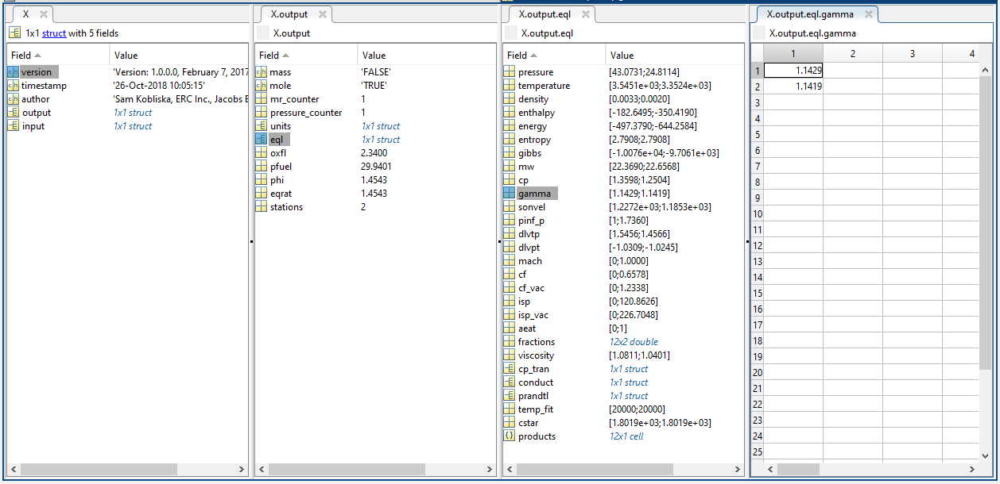 X
1x1 struct with 5 fields
Field Value
version 'Version: 1.0.0.0, February 7, 2017
timestamp '26-Oct-2018 10:05:15'
author 'Sam Kobliska, ERC Inc., Jacobs E
output 1x1 struct
input 1x1 struct
X.output
X.output
Field Value
mass 'FALSE'
mole 'TRUE'
mr_counter 1
pressure_counter 1
units 1x1 struct
eql 1x1 struct
oxfl 2.3400
pfuel 29.9401
phi 1.4543
eqrat 1.4543
stations 2
X.output.eql
X.output.eql
Field Value
pressure [43.0731;24.8114]
temperature [3.5451e+03;3.3524e+03]
density [0.0033;0.0020]
enthalpy [-182.6495;-350.4190]
energy [-497.3790;-644.2584]
entropy [2.7908;2.7908]
gibbs [-1.0076e+04;-9.7061e+03]
mw [22.3690;22.6568]
cp [1.3598;1.2504]
gamma [1.1429;1.1419]
sonvel [1.2272e+03;1.1853e+03]
pinf_p [1;1.7360]
dlvtp [1.5456;1.4566]
dlvpt [-1.0309;-1.0245]
mach [0;1.0000]
cf [0;0.6578]
cf_vac [0;1.2338]
isp [0;120.8626]
isp_vac [0;226.7048]
aeat [0;1]
fractions 12x2 double
viscosity [1.0811;1.0401]
cp_tran 1x1 struct
conduct 1x1 struct
prandtl 1x1 struct
temp_fit [20000;20000]
cstar [1.8019e+03;1.8019e+03]
products 12x1 cell
X.output.eql.gamma
X.output.eql.gamma
1 2 3 4
1 1.1429
2 1.1419
3
4
5
6
7
8
9
10
11
12
13
14
15
16
17
18
19
20
21
22
23
24
25